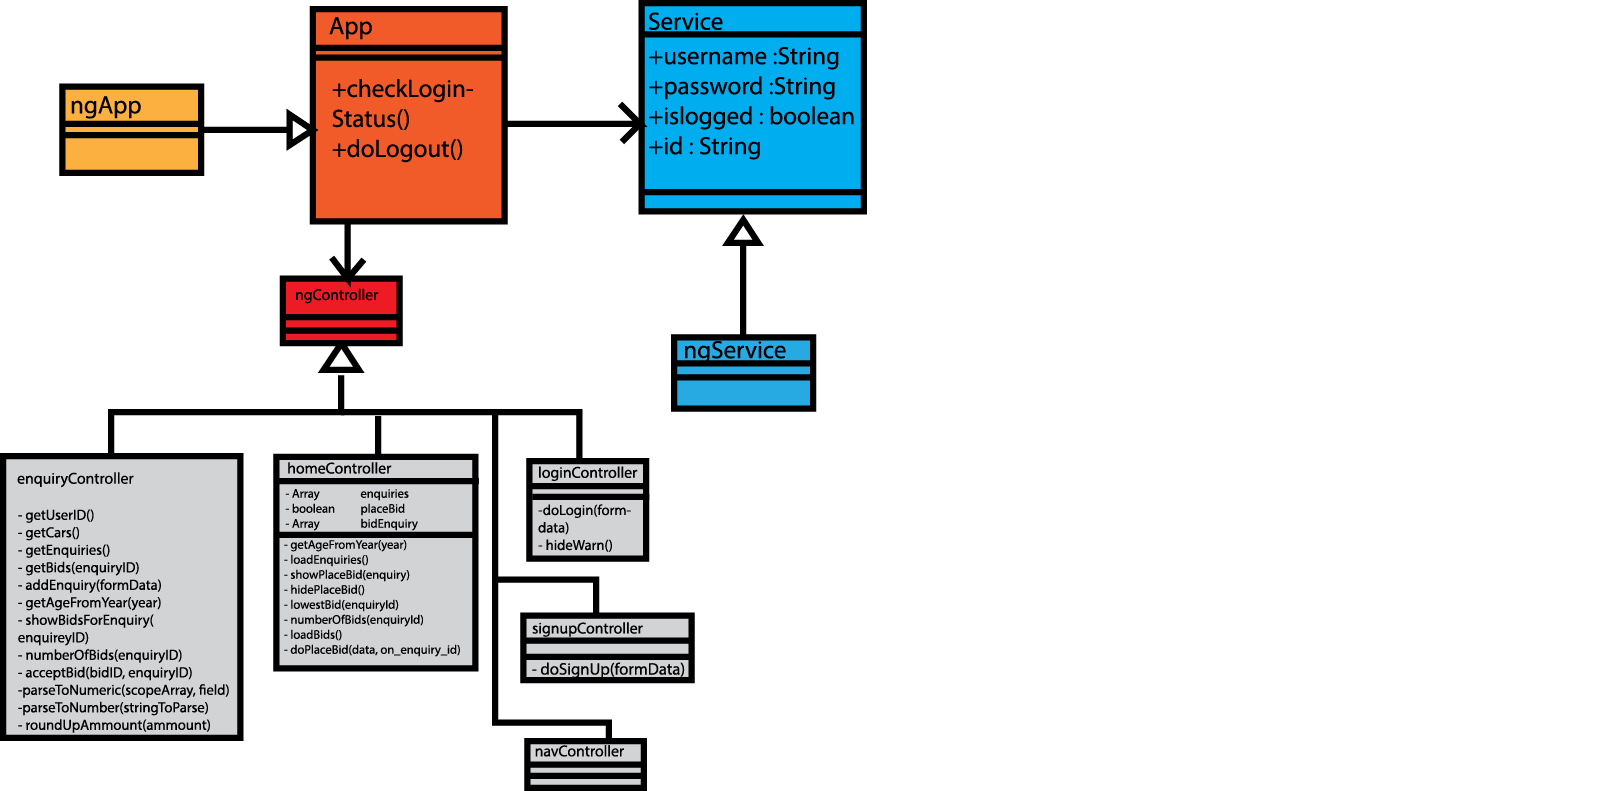 App
+checkLogin-
Status()
+doLogout()
Service
+username :String
+password :String
+islogged : boolean
+id : String
ngApp
ngController
ngService
enquiryController
- getUserID()
- getCars()
- getEnquiries()
- getBids(enquiryID)
- addEnquiry(formData)
- getAgeFromYear(year)
- showBidsForEnquiry(
enquireyID)
- numberOfBids(enquiryID)
- acceptBid(bidID, enquiryID)
-parseToNumeric(scopeArray, field)
-parseToNumber(stringToParse)
- roundUpAmmount(ammount)
homeController
- Array enquiries
- boolean placeBid
- Array bidEnquiry
- getAgeFromYear(year)
- loadEnquiries()
- showPlaceBid(enquiry)
- hidePlaceBid()
- lowestBid(enquiryId)
- numberOfBids(enquiryId)
- loadBids()
- doPlaceBid(data, on_enquiry_id)
loginController
-doLogin(form-
data)
- hideWarn()
signupController
- doSignUp(formData)
navController